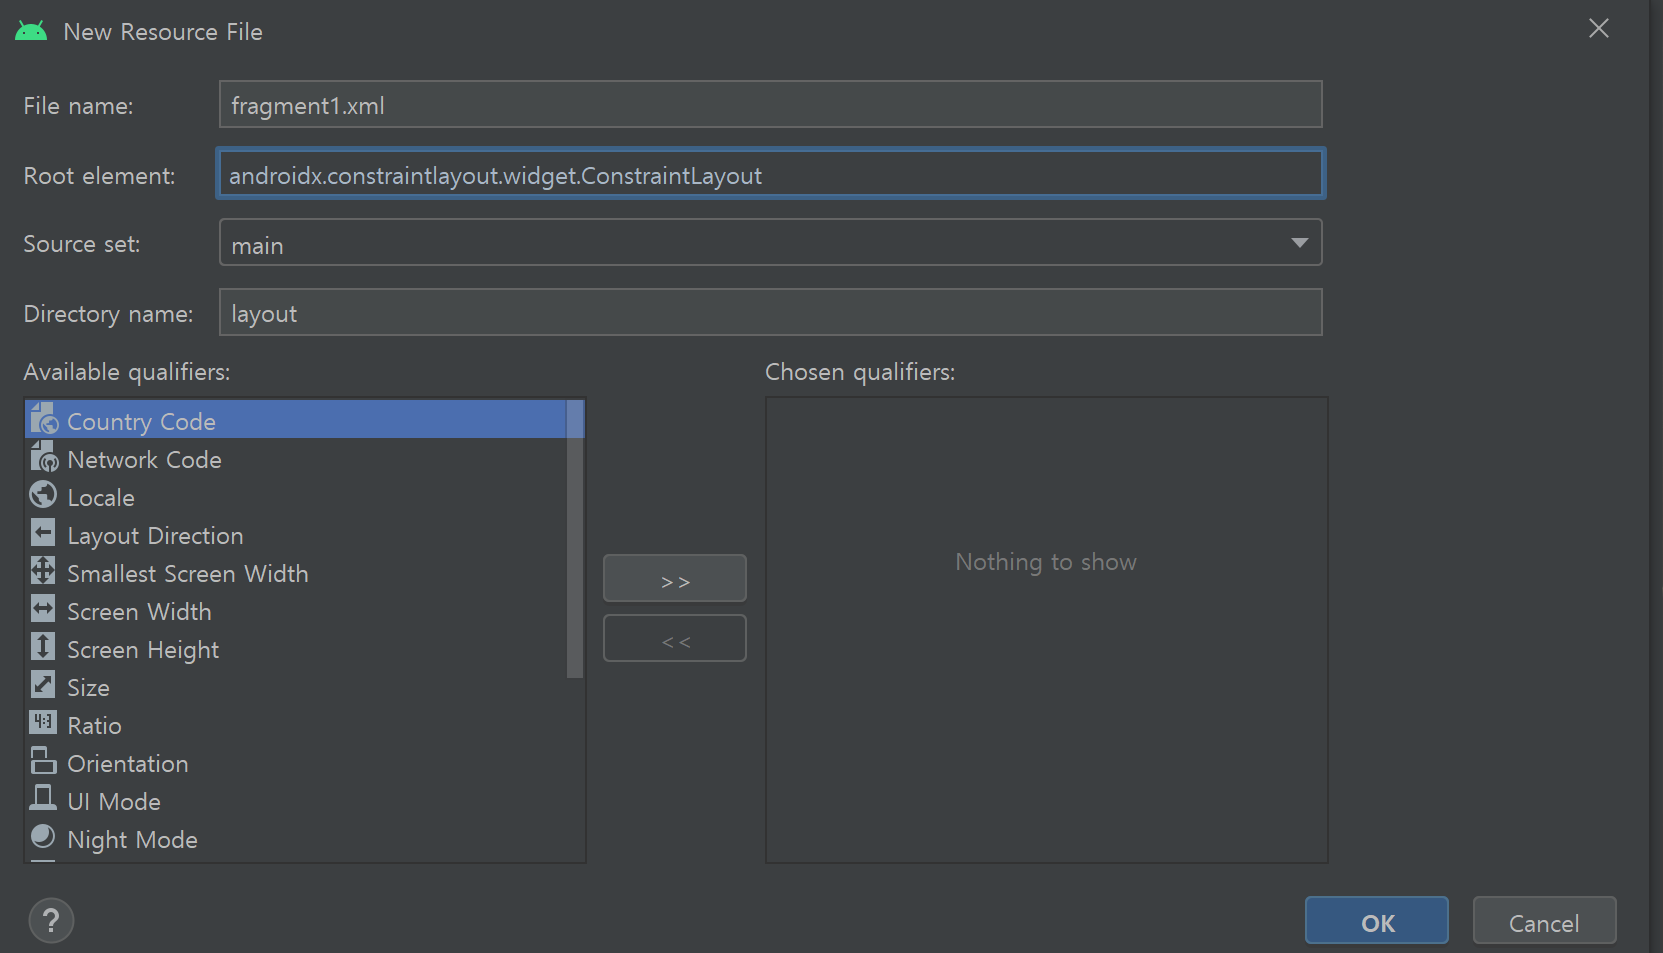 New Resource File
File name:
fragment1.xml
Root element:
androidx.constraintlayout.widget.ConstraintLayout
Source set:
main
Directory name:
layout
Available qualifiers:
Chosen qualifiers:
Country Code
Network Code
Locale
Layout Direction
Smallest Screen Width
Screen Width
Screen Height
Size
4:3
Ratio
Orientation
UI Mode
Night Mode
>>
<<
Nothing to show
?
OK
Cancel